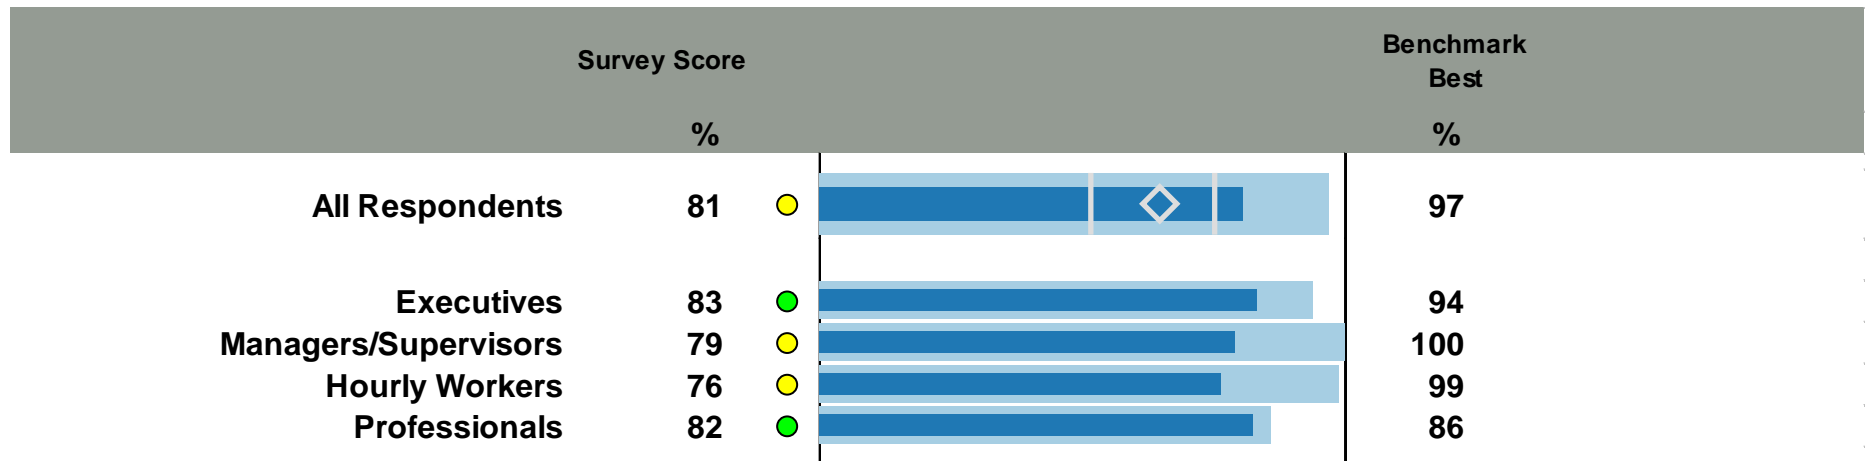 Survey Score
Benchmark
Best
% %
All Respondents 81 97
Executives 83 94
Managers/Supervisors 79 100
Hourly Workers 76 99
Professionals 82 86